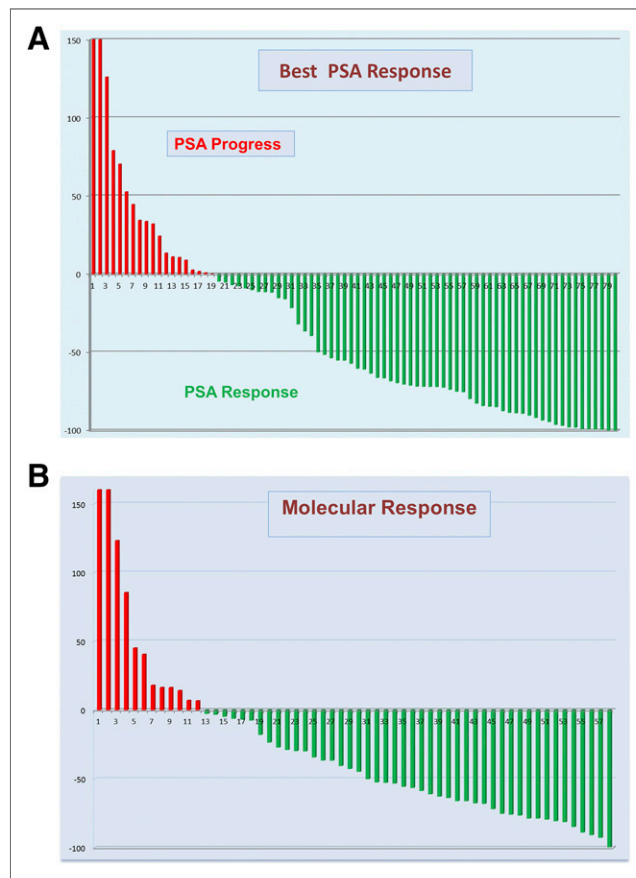 A
Best PSA Response
150
PSA Progress
100
50
0
1 3 5 7 9 11 13 15 17 19 21 23 25 27 29 31 33 35 37 39 41 43 45 47 49 51 53 55 57 59 61 63 65 67 69 71 73 75 77 79
-50
PSA Response
-100
B
Molecular Response
150
100
50
0
1 3 5 7 9 11 13 15 17 19 21 23 25 27 29 31 33 35 37 39 41 43 45 47 49 51 53 55 57
-50
-100